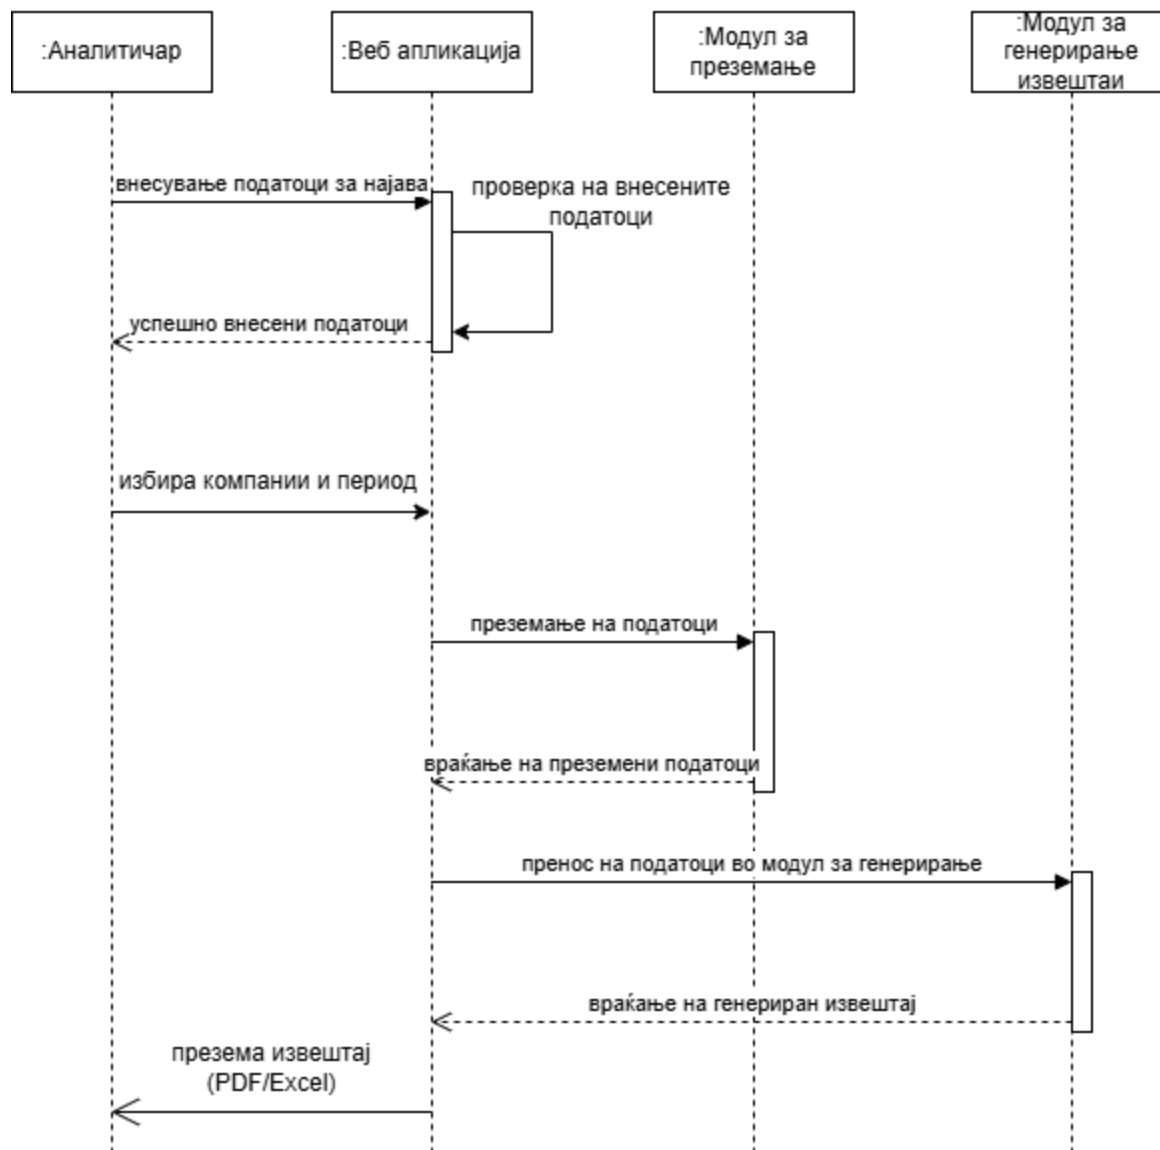 :Аналитичар
:Веб апликација
:Модул за
преземање
:Модул за
генерирање
извештаи
внесување податоци за најава
проверка на внесените
податоци
успешно внесени податоци
избира компании и период
преземање на податоци
враќање на преземени податоци
пренос на податоци во модул за генерирање
враќање на генериран извештај
презема извештај
(PDF/Excel)